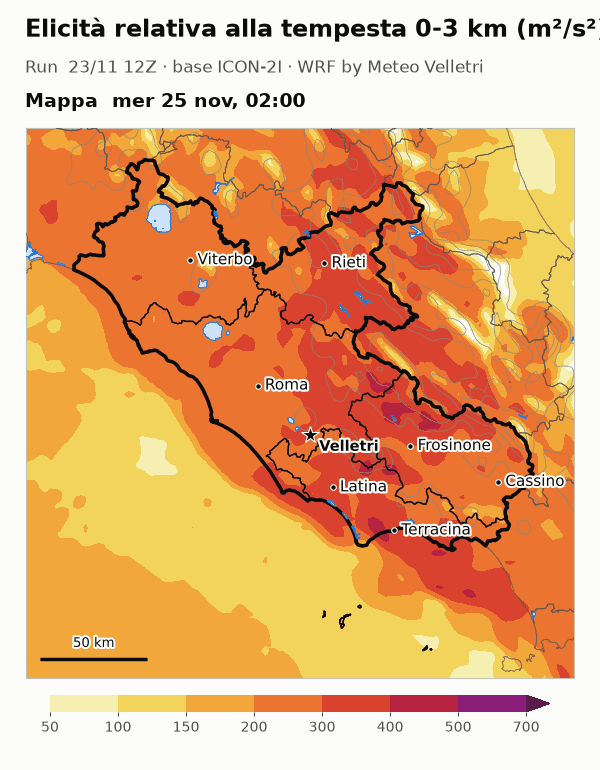 Elicità relativa alla tempesta 0-3 km (m²/s²)
Run 23/11 12Z · base ICON-2I · WRF by Meteo Velletri
Mappa mer 25 nov, 02:00
Viterbo
Rieti
Roma
Velletri
Frosinone
Latina
Cassino
Terracina
50 km
50 100 150 200 300 400 500 700